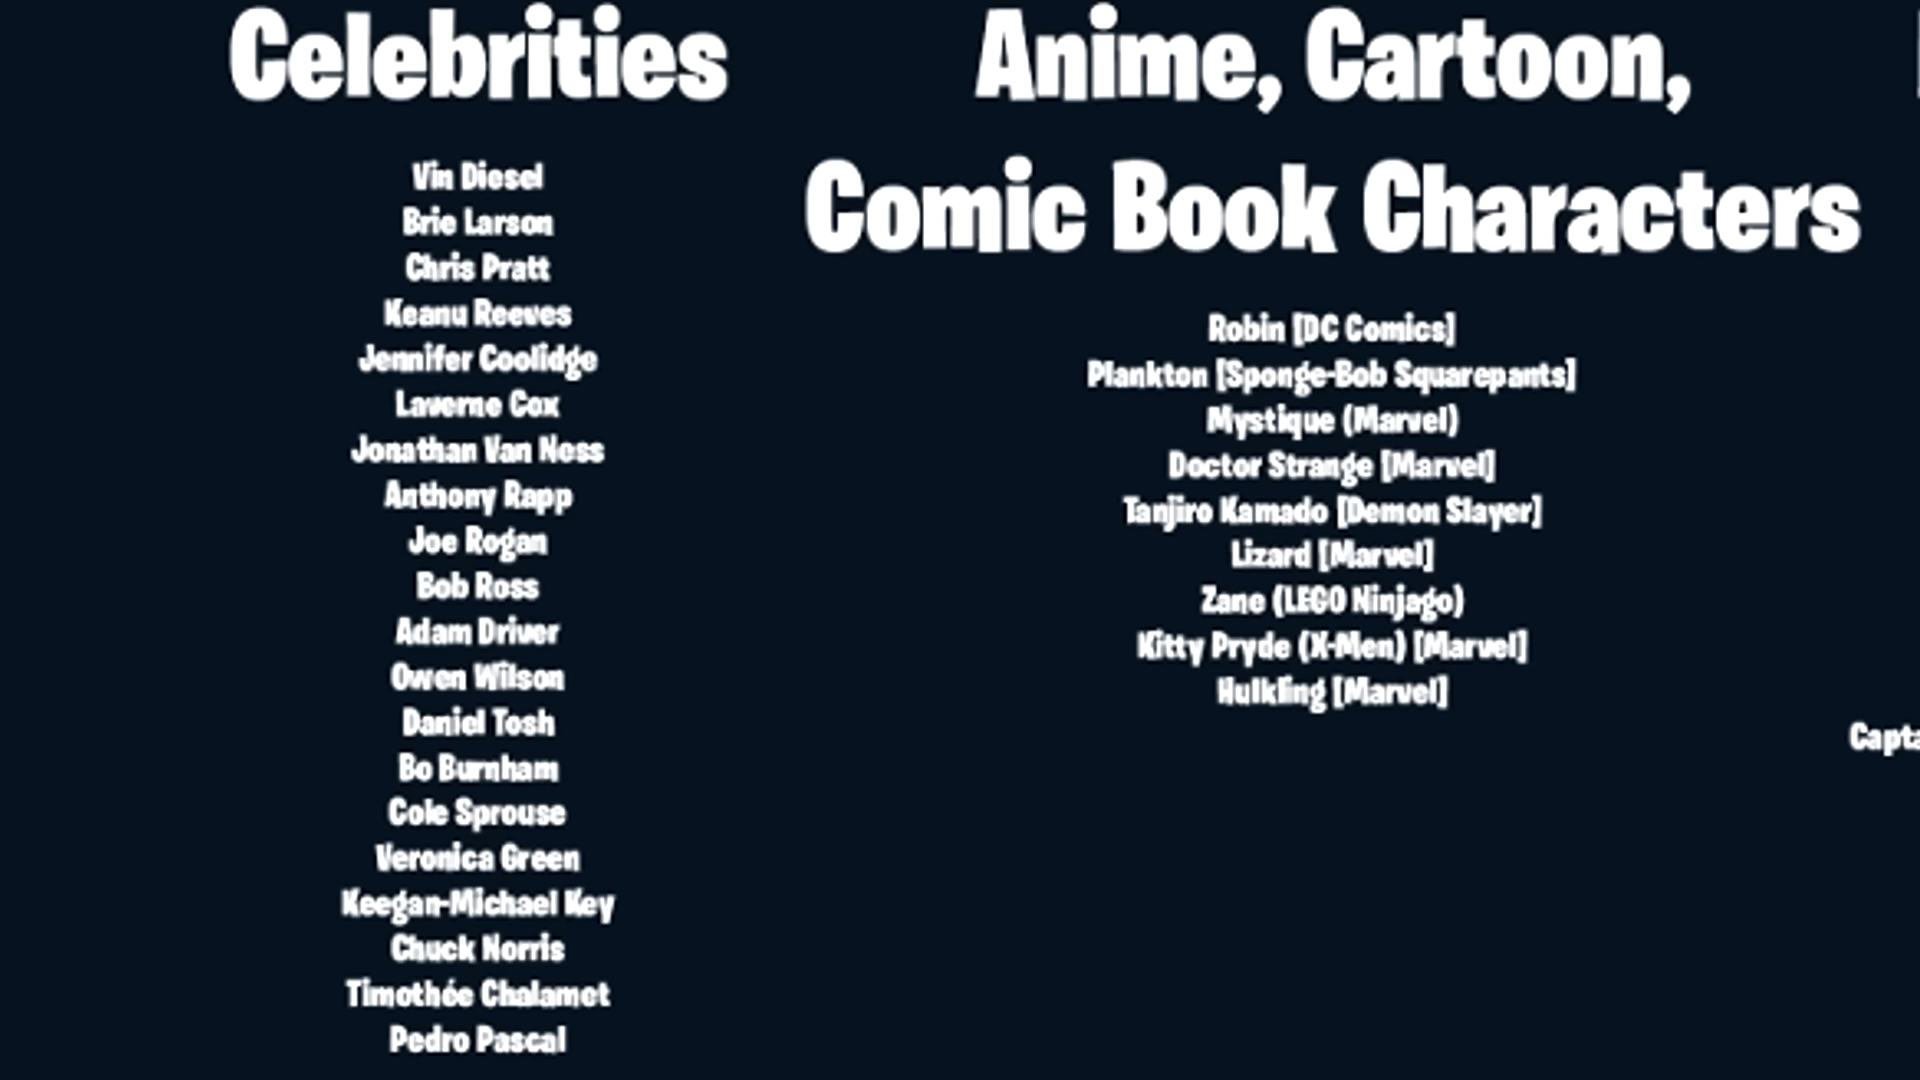 Celebrities
Vin Diesel
Brie Larson
Chris Pratt
Keanu Reeves
Jennifer Coolidge
Laverne Cox
Jonathan Van Ness
Anthony Rapp
Joe Rogan
Bob Ross
Adam Driver
Owen Wilson
Daniel Tosh
Bo Burnham
Cole Sprouse
Veronica Green
Keegan-Michael Key
Chuck Norris
Timothée Chalamet
Pedro Pascal
Anime, Cartoon,
Comic Book Characters
Robin [DC Comics]
Plankton [Sponge-Bob Squarepants]
Mystique (Marvel)
Doctor Strange [Marvel]
Tanjiro Kamado [Demon Slayer]
Lizard [Marvel]
Zane (LEGO Ninjago)
Kitty Pryde (X-Men) [Marvel]
Hulkling [Marvel]